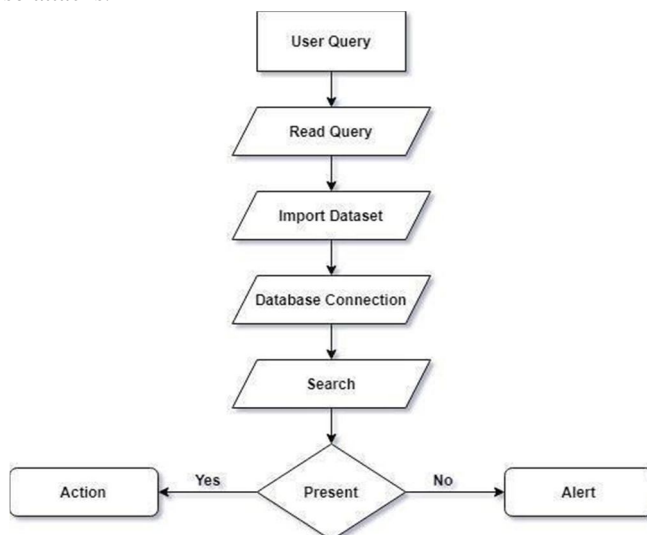 User Query
Read Query
Import Dataset
Database Connection
Search
Yes
No
Action
Present
Alert